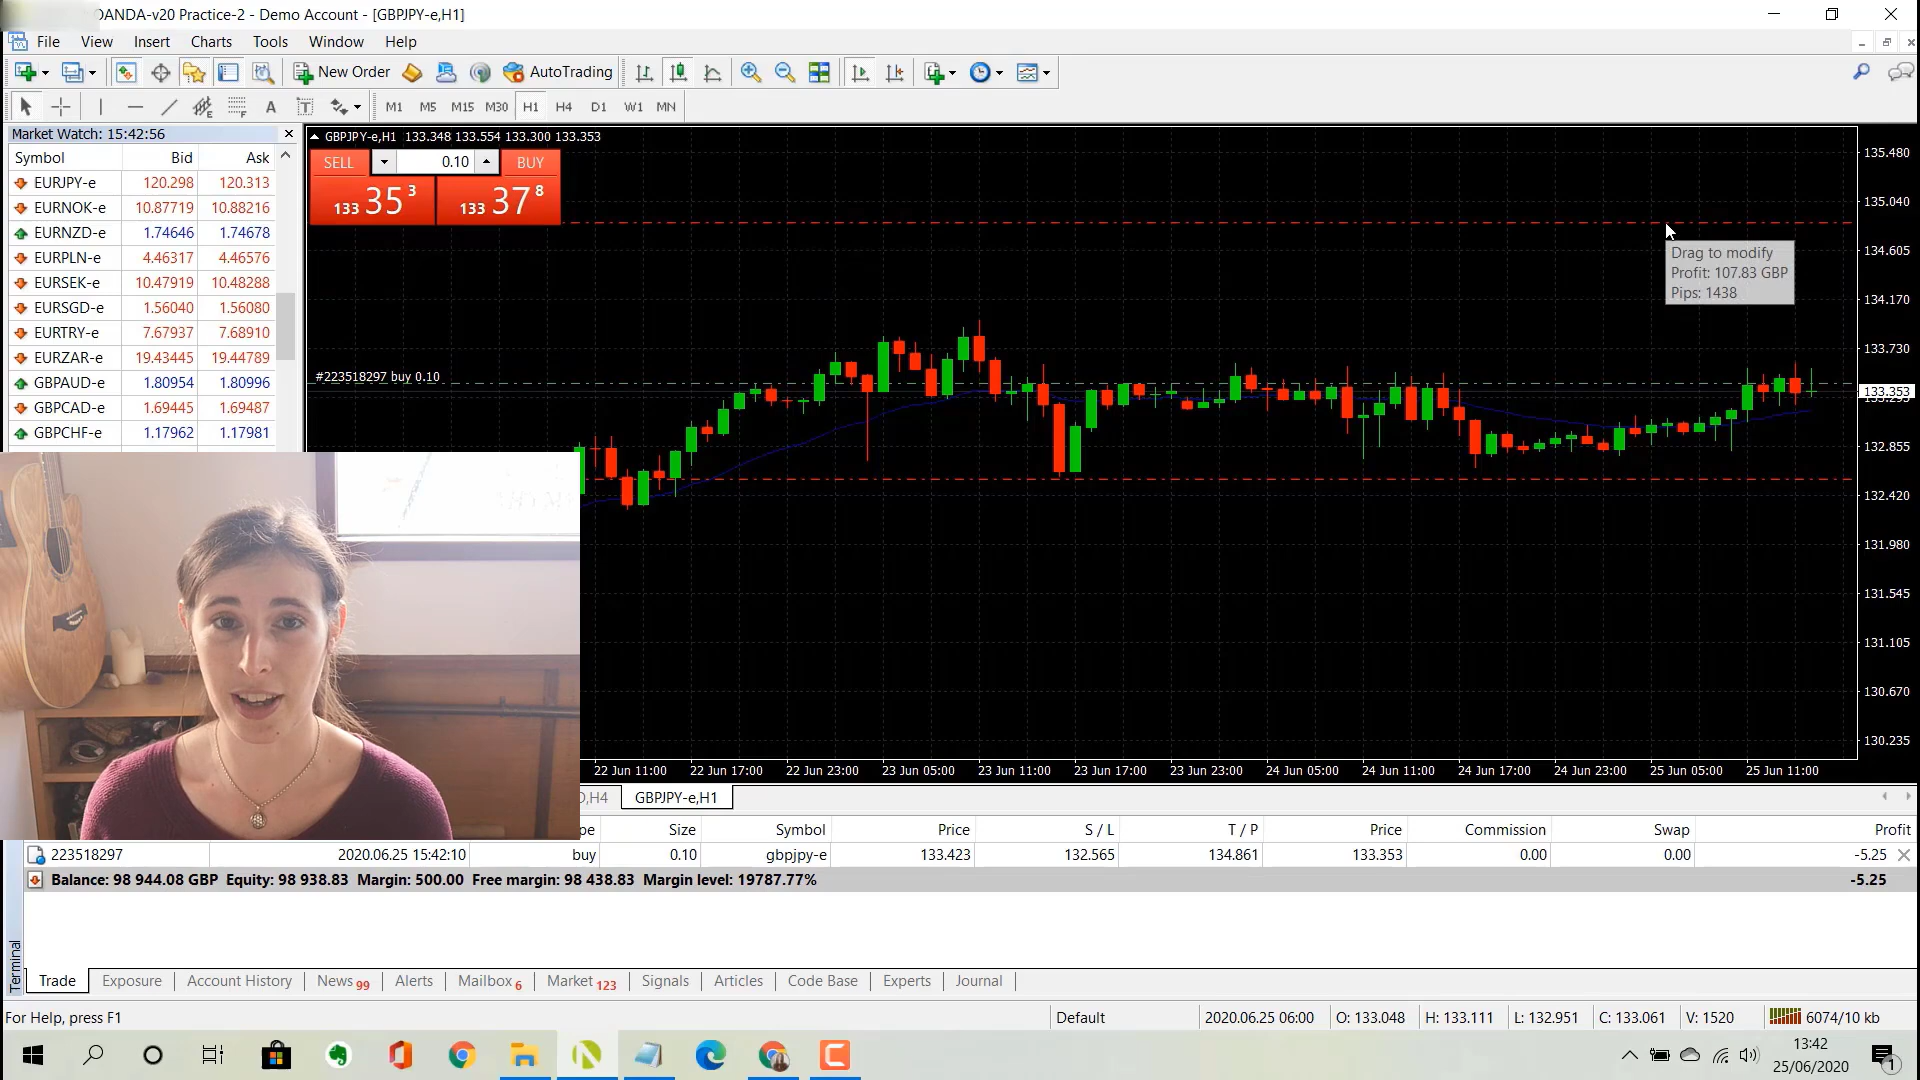 OANDA-v20 Practice-2 - Demo Account - [GBPJPY-e,H1]
File View Insert Charts Tools Window Help
New Order AutoTrading
M1 M5 M15 M30 H1 H4 D1 W1 MN
Market Watch: 15:42:56
Symbol Bid Ask
EURJPY-e 120.298 120.313
EURNOK-e 10.87719 10.88216
EURNZD-e 1.74646 1.74678
EURPLN-e 4.46317 4.46576
EURSEK-e 10.47919 10.48288
EURSGD-e 1.56040 1.56080
EURTRY-e 7.67937 7.68910
EURZAR-e 19.43445 19.44789
GBPAUD-e 1.80954 1.80996
GBPCAD-e 1.69445 1.69487
GBPCHF-e 1.17962 1.17981
GBPJPY-e,H1 133.348 133.554 133.300 133.353
SELL 0.10 BUY
133 35 3 133 37 8
#223518297 buy 0.10
Drag to modify
Profit: 107.83 GBP
Pips: 1438
135.480
135.040
134.605
134.170
133.730
133.353
132.855
132.420
131.980
131.545
131.105
130.670
130.235
22 Jun 11:00 22 Jun 17:00 22 Jun 23:00 23 Jun 05:00 23 Jun 11:00 23 Jun 17:00 23 Jun 23:00 24 Jun 05:00 24 Jun 11:00 24 Jun 17:00 24 Jun 23:00 25 Jun 05:00 25 Jun 11:00
,H4 GBPJPY-e,H1
pe Size Symbol Price S / L T / P Price Commission Swap Profit
223518297 2020.06.25 15:42:10 buy 0.10 gbpjpy-e 133.423 132.565 134.861 133.353 0.00 0.00 -5.25
Balance: 98 944.08 GBP Equity: 98 938.83 Margin: 500.00 Free margin: 98 438.83 Margin level: 19787.77% -5.25
Terminal
Trade Exposure Account History News 99 Alerts Mailbox 6 Market 123 Signals Articles Code Base Experts Journal
For Help, press F1 Default 2020.06.25 06:00 O: 133.048 H: 133.111 L: 132.951 C: 133.061 V: 1520 6074/10 kb
13:42
25/06/2020
1